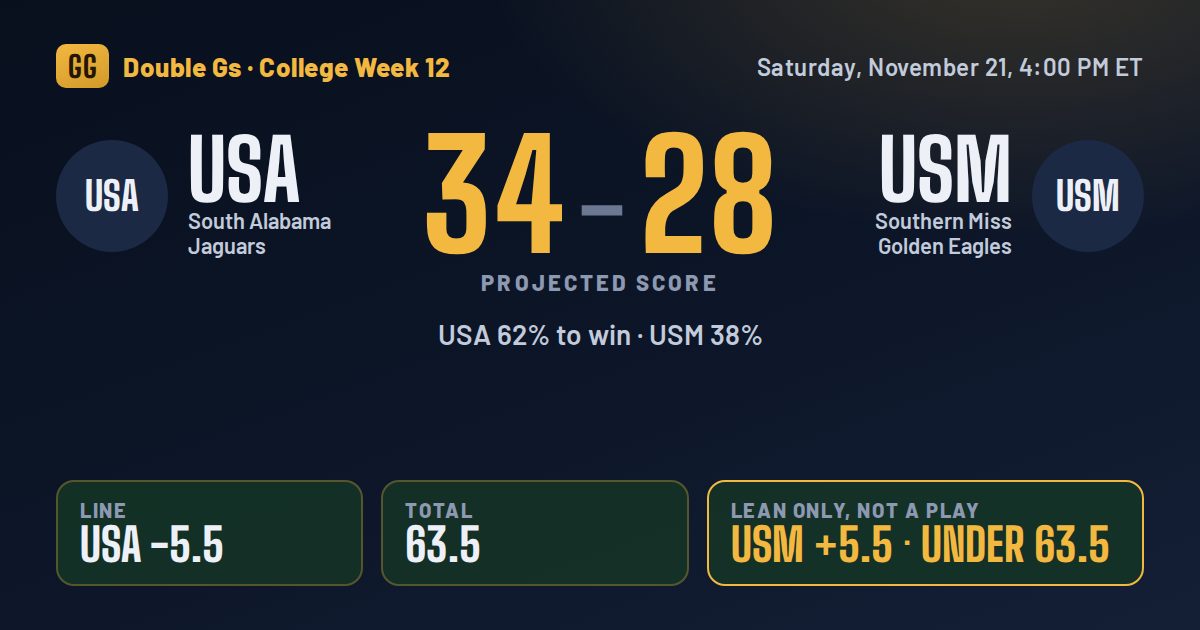 GG
Double Gs · College Week 12
Saturday, November 21, 4:00 PM ET
USA
USA
South Alabama
Jaguars
34 – 28
PROJECTED SCORE
USA 62% to win · USM 38%
USM
Southern Miss
Golden Eagles
USM
LINE
USA −5.5
TOTAL
63.5
LEAN ONLY, NOT A PLAY
USM +5.5 · UNDER 63.5